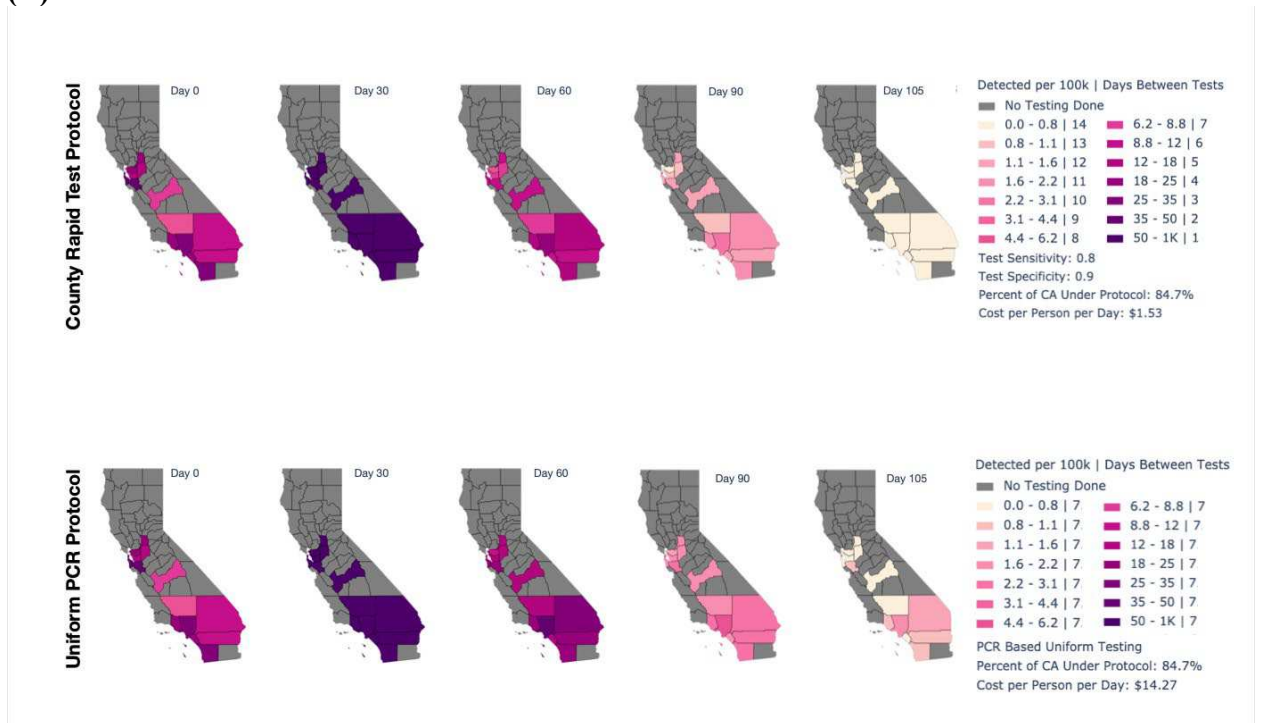 County Rapid Test Protocol
Day 0
Day 30
Day 60
Day 90
Day 105
Detected per 100k | Days Between Tests
No Testing Done
0.0 - 0.8 | 14
6.2 - 8.8 | 7
0.8 - 1.1 | 13
8.8 - 12 | 6
1.1 - 1.6 | 12
12 - 18 | 5
1.6 - 2.2 | 11
18 - 25 | 4
2.2 - 3.1 | 10
25 - 35 | 3
3.1 - 4.4 | 9
35 - 50 | 2
4.4 - 6.2 | 8
50 - 1K | 1
Test Sensitivity: 0.8
Test Specificity: 0.9
Percent of CA Under Protocol: 84.7%
Cost per Person per Day: $1.53
Uniform PCR Protocol
Day 0
Day 30
Day 60
Day 90
Day 105
Detected per 100k | Days Between Tests
No Testing Done
0.0 - 0.8 | 7
6.2 - 8.8 | 7
0.8 - 1.1 | 7
8.8 - 12 | 7
1.1 - 1.6 | 7
12 - 18 | 7
1.6 - 2.2 | 7
18 - 25 | 7
2.2 - 3.1 | 7
25 - 35 | 7
3.1 - 4.4 | 7
35 - 50 | 7
4.4 - 6.2 | 7
50 - 1K | 7
PCR Based Uniform Testing
Percent of CA Under Protocol: 84.7%
Cost per Person per Day: $14.27